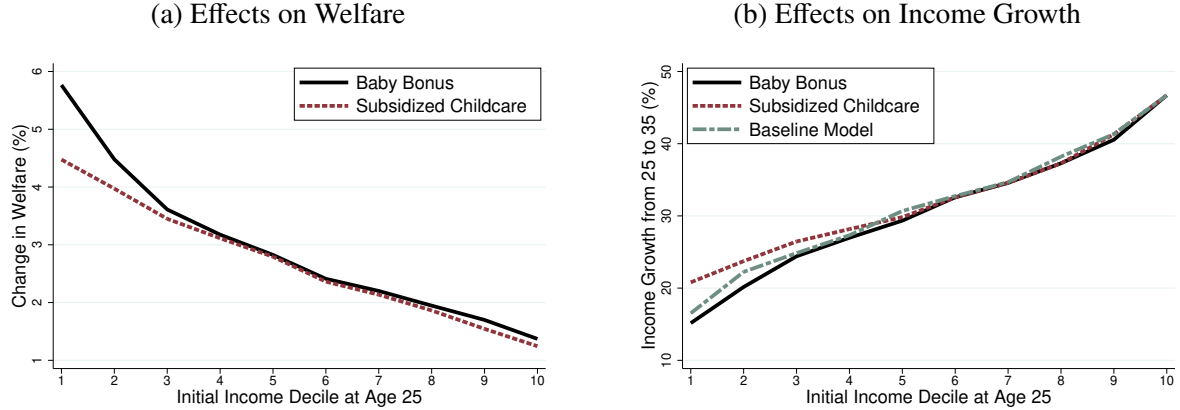 (a) Effects on Welfare
Change in Welfare (%)
6
5
4
3
2
1
Baby Bonus
Subsidized Childcare
1 2 3 4 5 6 7 8 9 10
Initial Income Decile at Age 25
(b) Effects on Income Growth
Income Growth from 25 to 35 (%)
50
40
30
20
10
Baby Bonus
Subsidized Childcare
Baseline Model
1 2 3 4 5 6 7 8 9 10
Initial Income Decile at Age 25